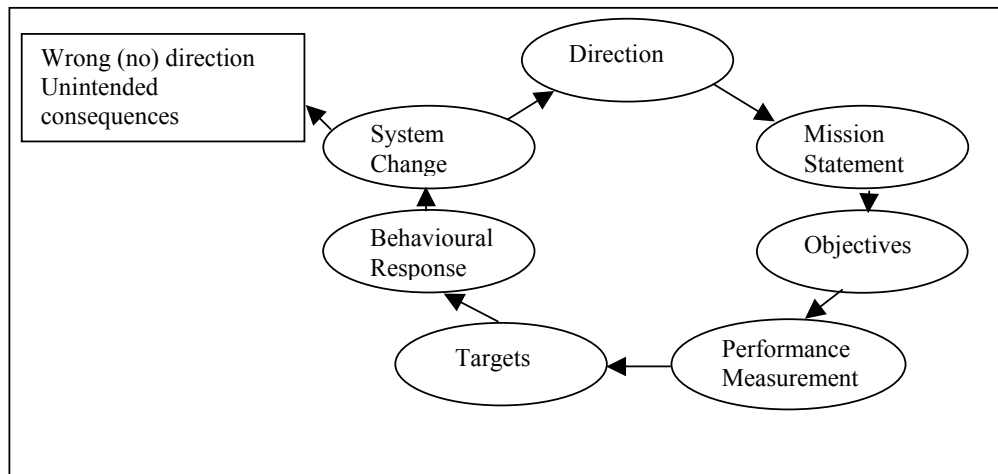 Wrong (no) direction
Unintended
consequences
Direction
System
Change
Mission
Statement
Behavioural
Response
Objectives
Targets
Performance
Measurement